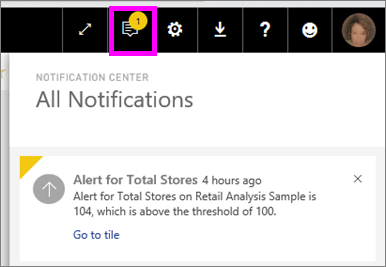 1
?
NOTIFICATION CENTER
All Notifications
Alert for Total Stores 4 hours ago
Alert for Total Stores on Retail Analysis Sample is
104, which is above the threshold of 100.
Go to tile